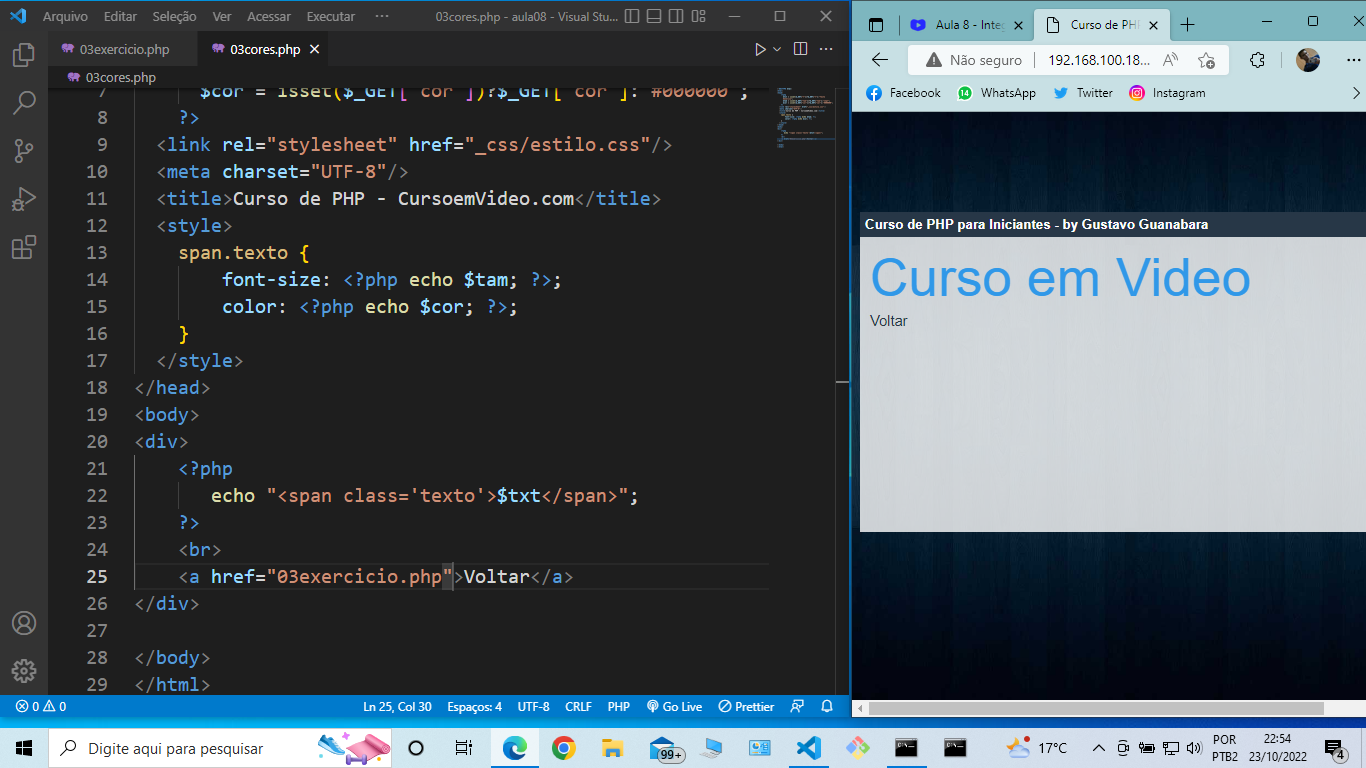 Arquivo Editar Seleção Ver Acessar Executar ··· 03cores.php - aula08 - Visual Stu...
03exercicio.php 03cores.php
03cores.php
7 $cor = isset($_GET["cor"])?$_GET["cor"]:"#000000";
8 ?>
9 <link rel="stylesheet" href="_css/estilo.css"/>
10 <meta charset="UTF-8"/>
11 <title>Curso de PHP - CursoemVideo.com</title>
12 <style>
13 span.texto {
14 font-size: <?php echo $tam; ?>;
15 color: <?php echo $cor; ?>;
16 }
17 </style>
18 </head>
19 <body>
20 <div>
21 <?php
22 echo "<span class='texto'>$txt</span>";
23 ?>
24 <br>
25 <a href="03exercicio.php">Voltar</a>
26 </div>
27
28 </body>
29 </html>
0 0 Ln 25, Col 30 Espaços: 4 UTF-8 CRLF PHP Go Live Prettier
Aula 8 - Inte Curso de PH
Não seguro 192.168.100.18...
Facebook WhatsApp Twitter Instagram
Curso de PHP para Iniciantes - by Gustavo Guanabara
Curso em Video
Voltar
Digite aqui para pesquisar
99+
17°C
POR
PTB2
22:54
23/10/2022
4